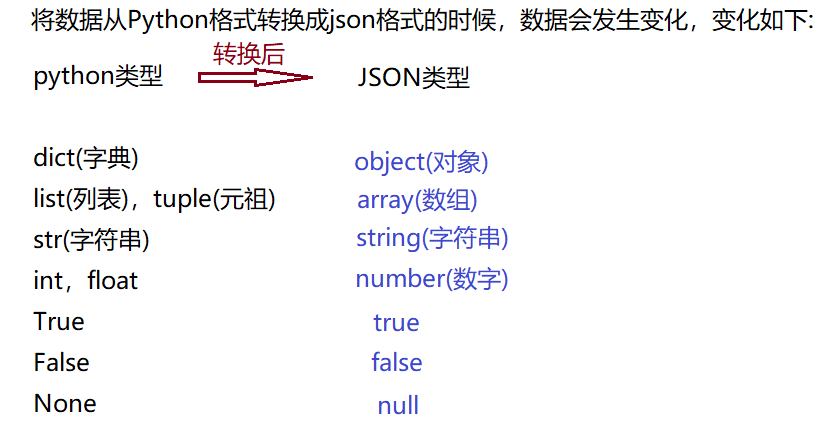 将数据从Python格式转换成json格式的时候，数据会发生变化，变化如下:
转换后
python类型 JSON类型
dict(字典) object(对象)
list(列表)，tuple(元祖) array(数组)
str(字符串) string(字符串)
int，float number(数字)
True true
False false
None null